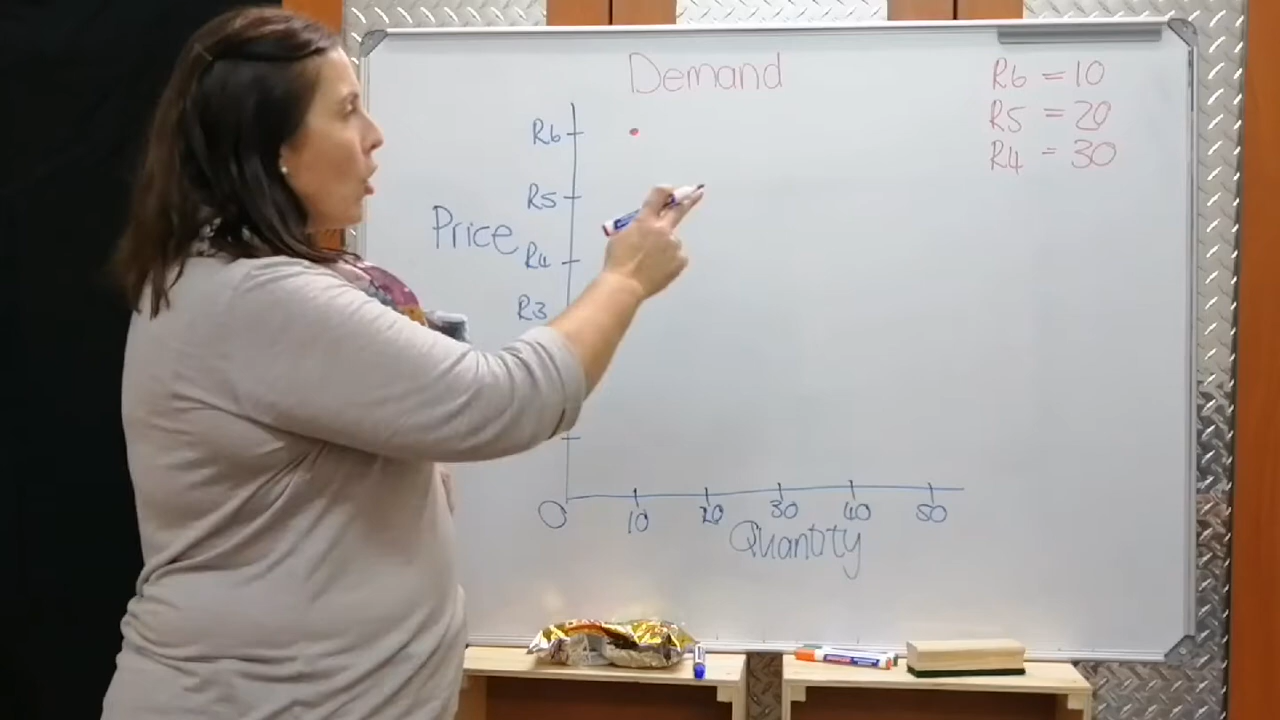 Demand
R6 = 10
R5 = 20
R4 = 30
R6
R5
Price
R4
R3
0
10
20
30
40
50
Quantity